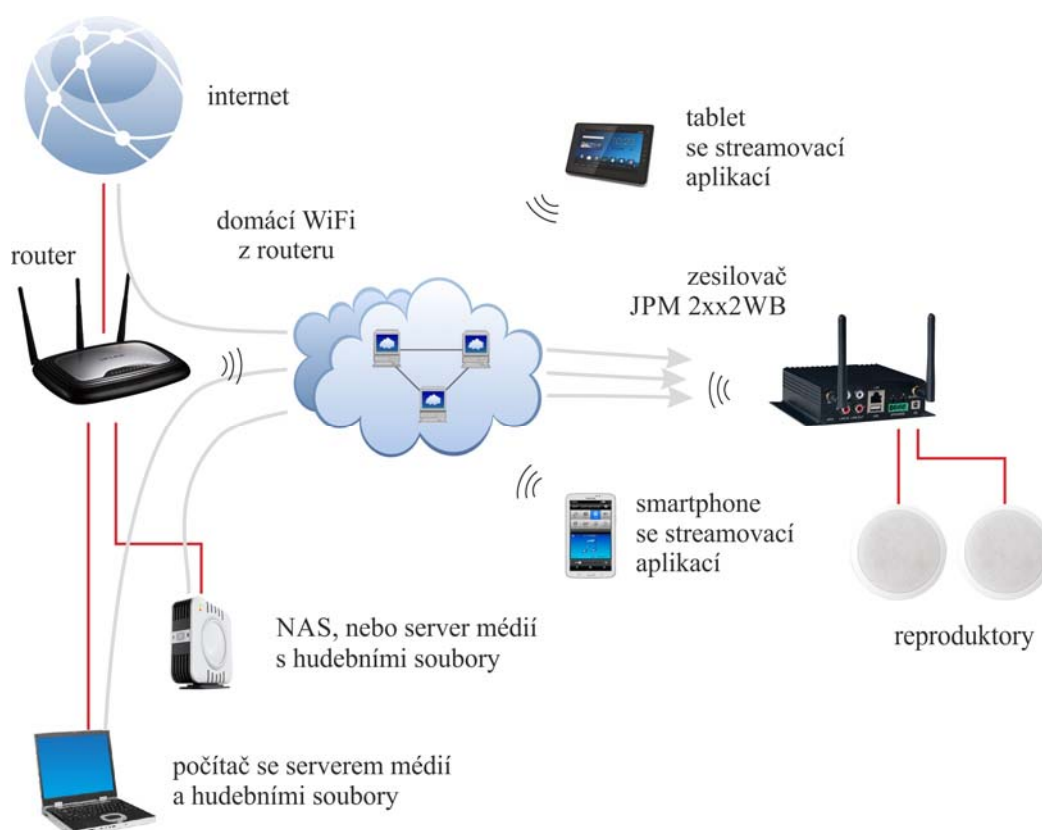 internet
tablet
se streamovací
aplikací
domácí WiFi
z routeru
router
zesilovač
JPM 2xx2WB
smartphone
se streamovací
aplikací
NAS, nebo server médií
s hudebními soubory
reproduktory
počítač se serverem médií
a hudebními soubory